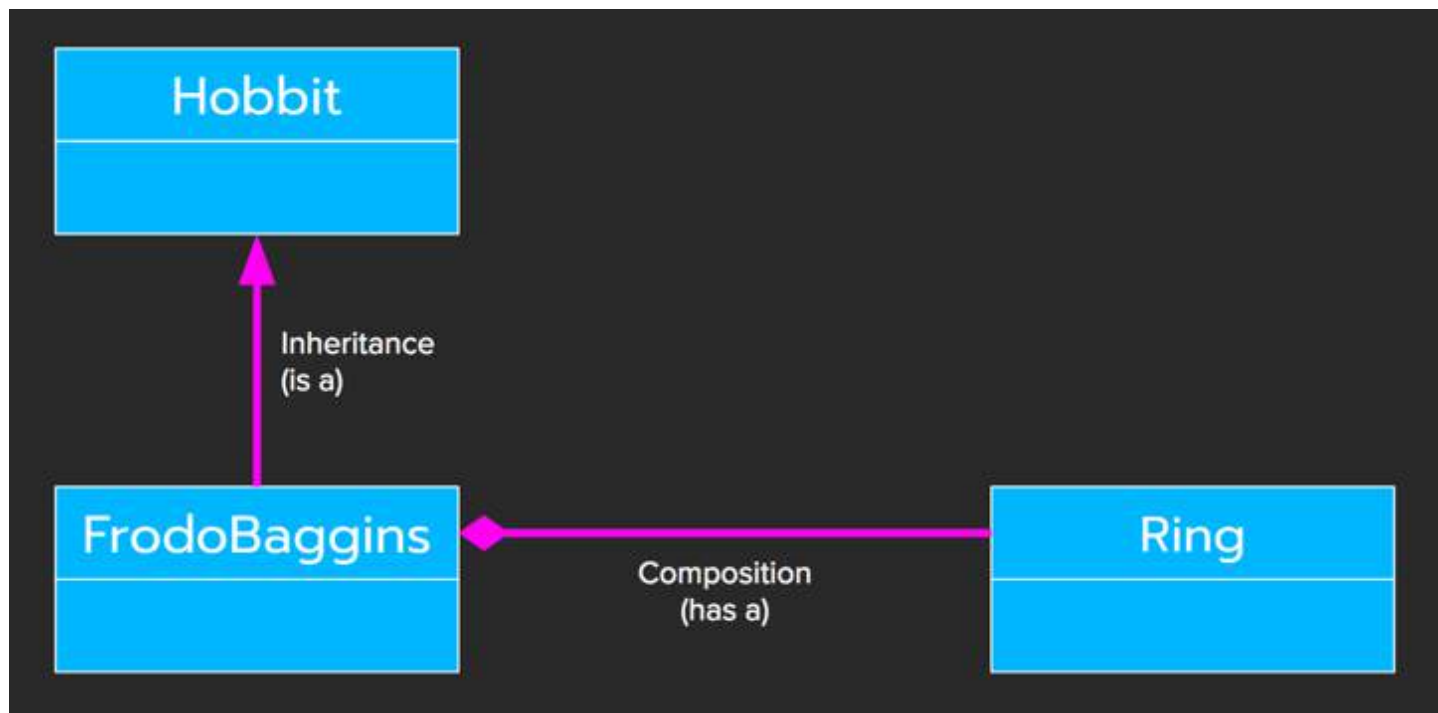 Hobbit
Inheritance
(is a)
FrodoBaggins
Ring
Composition
(has a)